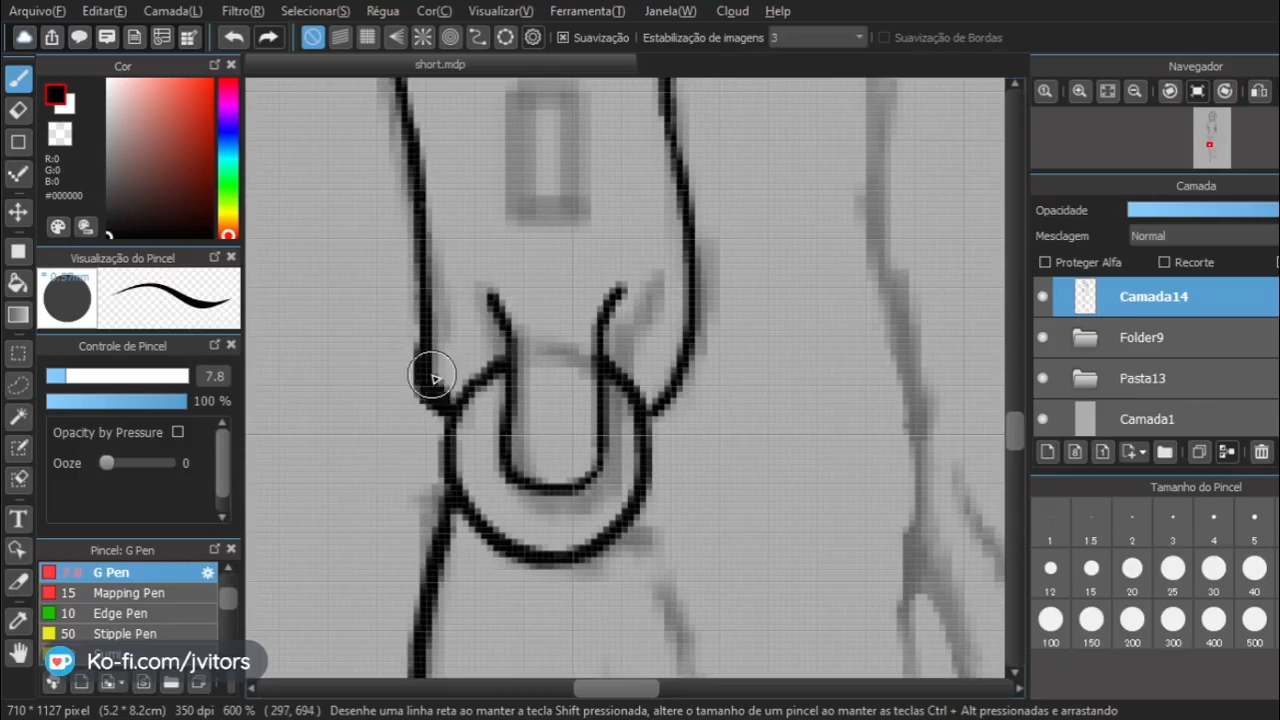 Arquivo(F) Editar(E) Camada(L) Filtro(R) Selecionar(S) Régua Cor(C) Visualizar(V) Ferramenta(T) Janela(W) Cloud Help
Suavização Estabilização de imagens 3 Suavização de Bordas
Cor
short.mdp
Navegador
R:0
G:0
B:0
#000000
Camada
Opacidade
Mesclagem Normal
Proteger Alfa Recorte
Visualização do Pincel
* 0.57mm
Camada14
Folder9
Pasta13
Camada1
Controle de Pincel
7.8
100 %
Opacity by Pressure
Ooze 0
Tamanho do Pincel
1 1.5 2 3 4 5
12 15 20 25 30 40
100 150 200 300 400 500
Pincel: G Pen
7.8 G Pen
15 Mapping Pen
10 Edge Pen
50 Stipple Pen
Ko-fi.com/jvitors
710 * 1127 pixel (5.2 * 8.2cm) 350 dpi 600 % ( 297, 694 ) Desenhe uma linha reta ao manter a tecla Shift pressionada, altere o tamanho de um pincel ao manter as teclas Ctrl + Alt pressionadas e arrastando